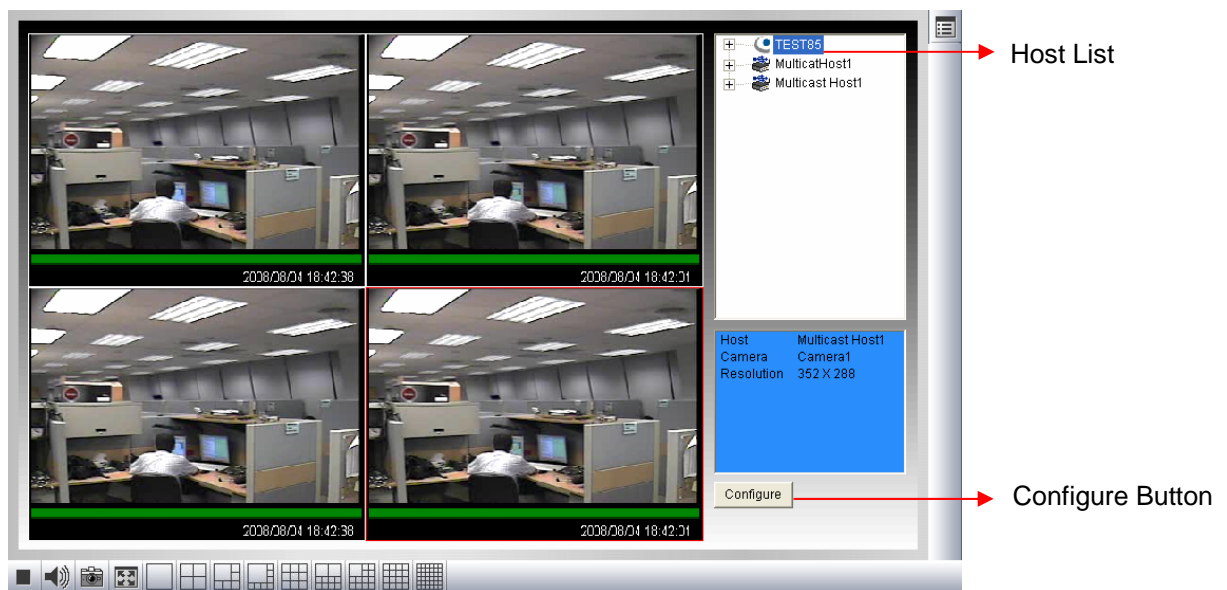 TEST85
MulticatHost1
Multicast Host1
Host List
2008/08/04 18:42:38
2008/08/04 18:42:01
Host Multicast Host1
Camera Camera1
Resolution 352 X 288
Configure
Configure Button
2008/08/04 18:42:38
2008/08/04 18:42:01